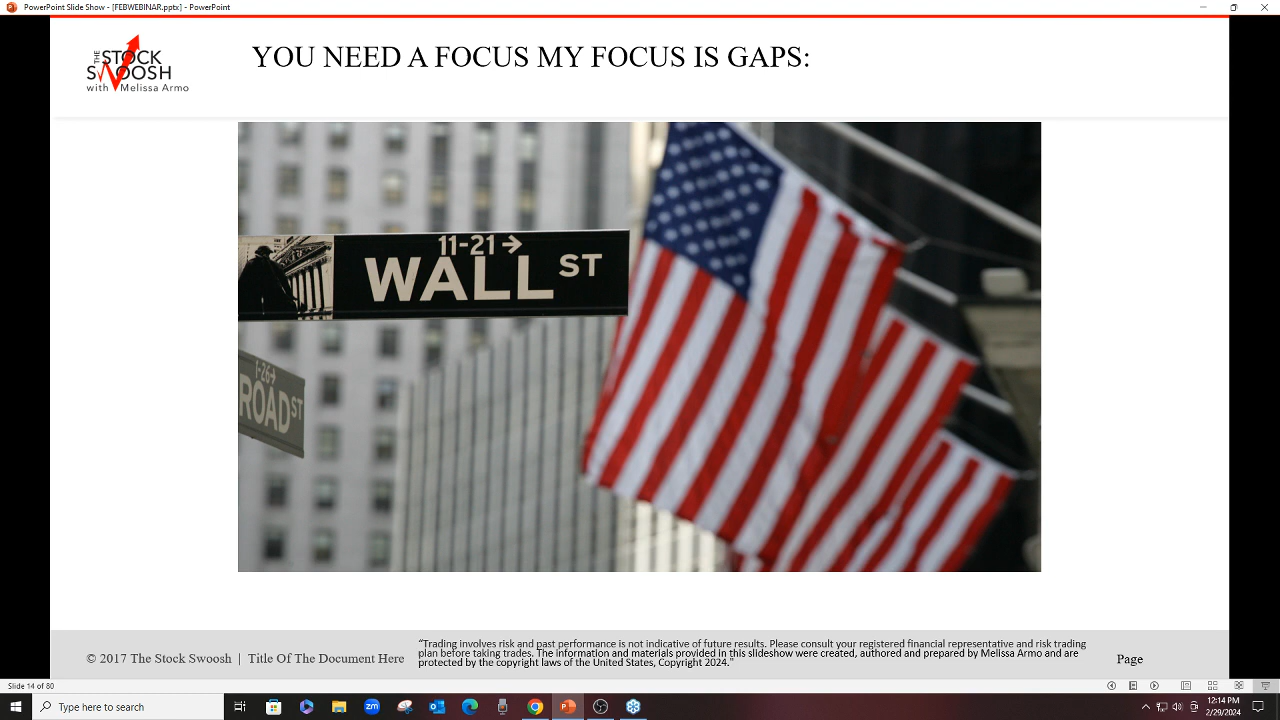 PowerPoint Slide Show - [FEBWEBINAR.pptx] - PowerPoint
THE
STOCK
SWOOSH
with Melissa Armo
YOU NEED A FOCUS MY FOCUS IS GAPS:
11-21→
WALL ST
1-26→
ROAD ST
© 2017 The Stock Swoosh | Title Of The Document Here
“Trading involves risk and past performance is not indicative of future results. Please consult your registered financial representative and risk trading
plan before taking trades. The information and materials provided in this slideshow were created, authored and prepared by Melissa Armo and are
protected by the copyright laws of the United States, Copyright 2024."
Page
Slide 14 of 80
Type here to search
zm
12:14 PM
2/29/2024